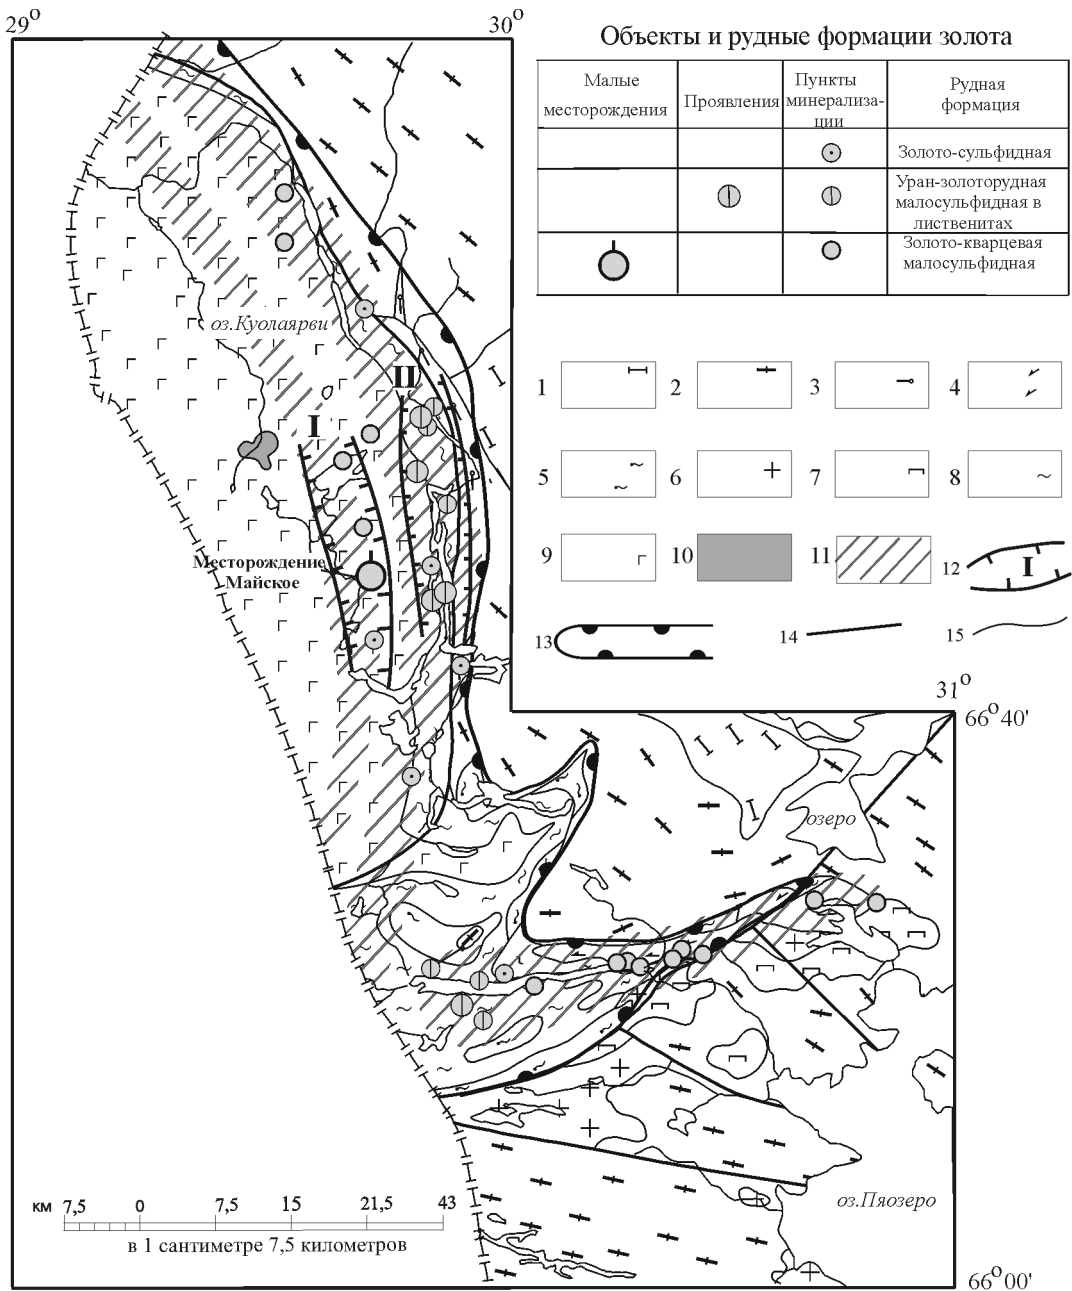 29°
30°
Объекты и рудные формации золота
Малые
месторождения
Проявления
Пункты
минерализа-
ции
Рудная
формация
Золото-сульфидная
Уран-золоторудная
малосульфидная в
лиственитах
Золото-кварцевая
малосульфидная
оз.Куолаярви
II
I
Месторождение
Майское
1
2
3
4
5
6
7
8
9
10
11
12
I
13
14
15
31°
66°40'
озеро
оз.Пяозеро
км 7,5 0 7,5 15 21,5 43
в 1 сантиметре 7,5 километров
66°00'